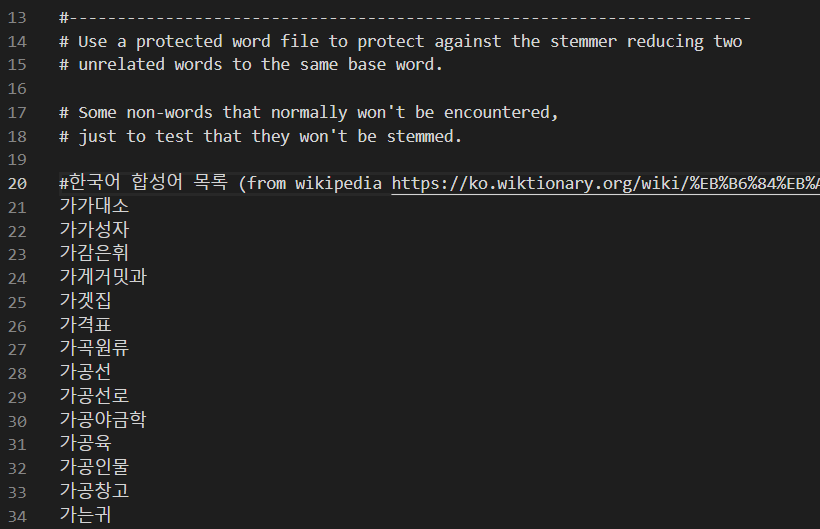 13 #-----------------------------------------------------------------------
14 # Use a protected word file to protect against the stemmer reducing two
15 # unrelated words to the same base word.
16
17 # Some non-words that normally won't be encountered,
18 # just to test that they won't be stemmed.
19
20 #한국어 합성어 목록 (from wikipedia https://ko.wiktionary.org/wiki/%EB%B6%84%EB%A
21 가가대소
22 가가성자
23 가감은휘
24 가게거밋과
25 가겟집
26 가격표
27 가곡원류
28 가공선
29 가공선로
30 가공야금학
31 가공육
32 가공인물
33 가공창고
34 가는귀